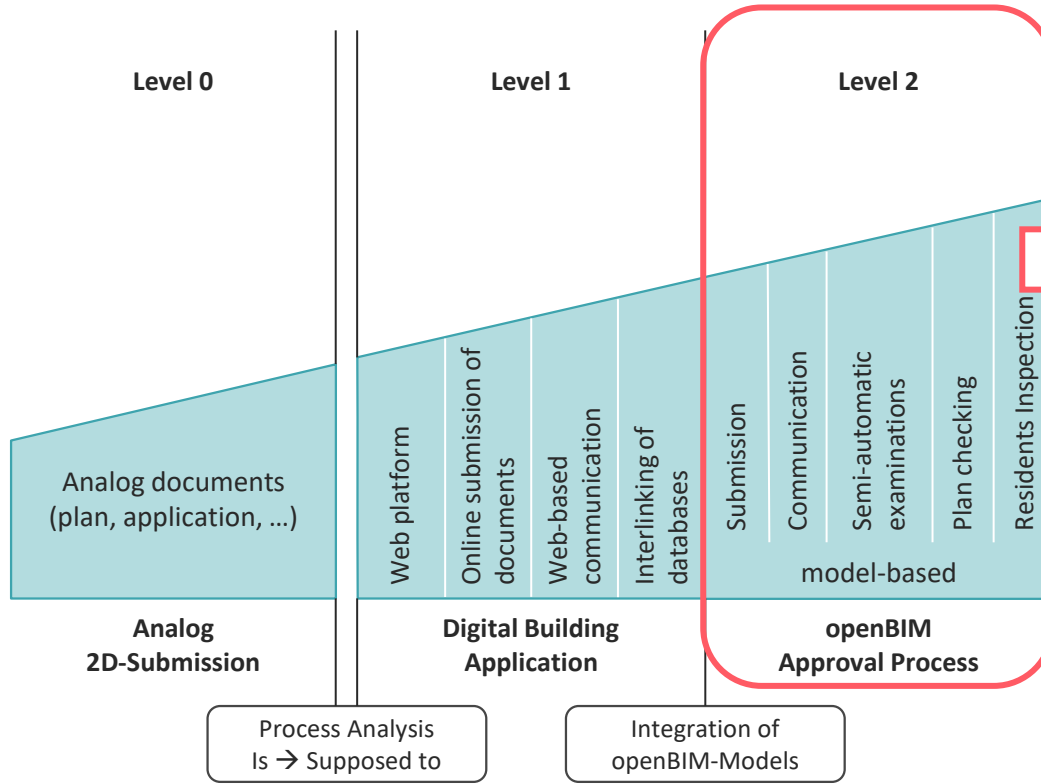 Level 0
Level 1
Level 2
Analog documents
(plan, application, …)
Web platform
Online submission of
documents
Web-based
communication
Interlinking of
databases
Submission
Communication
Semi-automatic
examinations
Plan checking
Residents Inspection
model-based
Analog
2D-Submission
Digital Building
Application
openBIM
Approval Process
Process Analysis
Is → Supposed to
Integration of
openBIM-Models